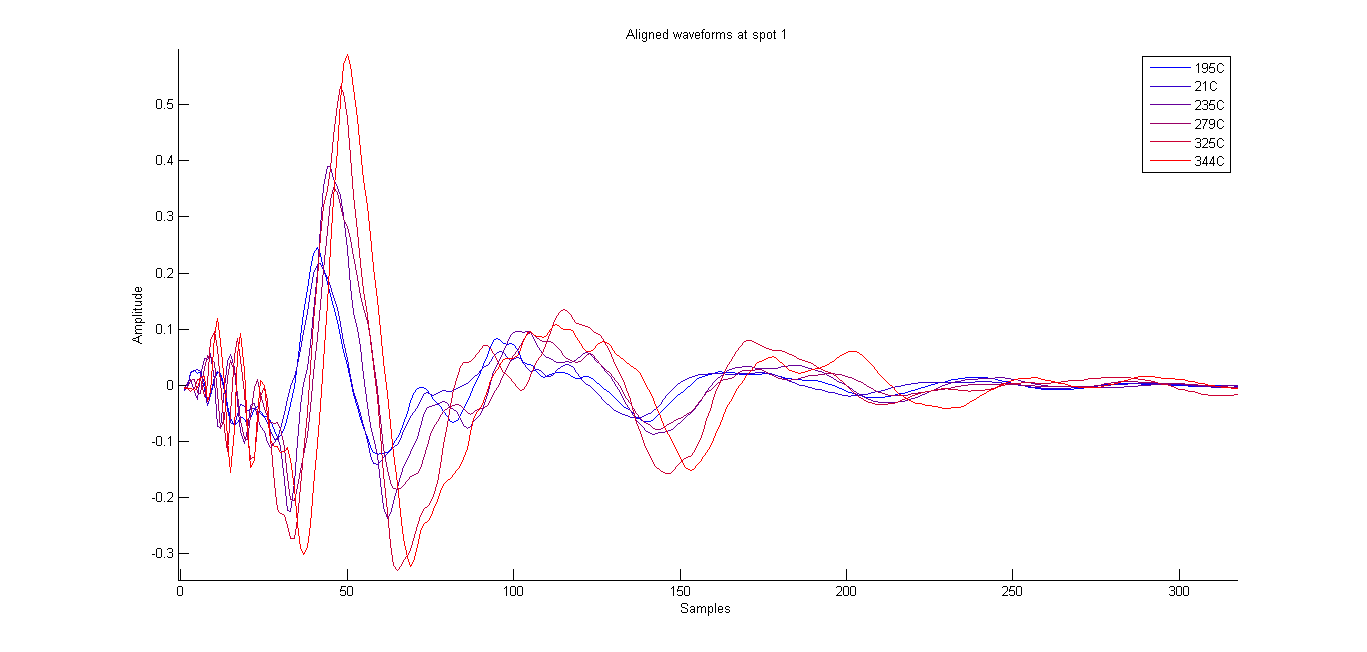 Aligned waveforms at spot 1
195C
21C
235C
279C
325C
344C
0.5
0.4
0.3
0.2
0.1
0
-0.1
-0.2
-0.3
Amplitude
0 50 100 150 200 250 300
Samples